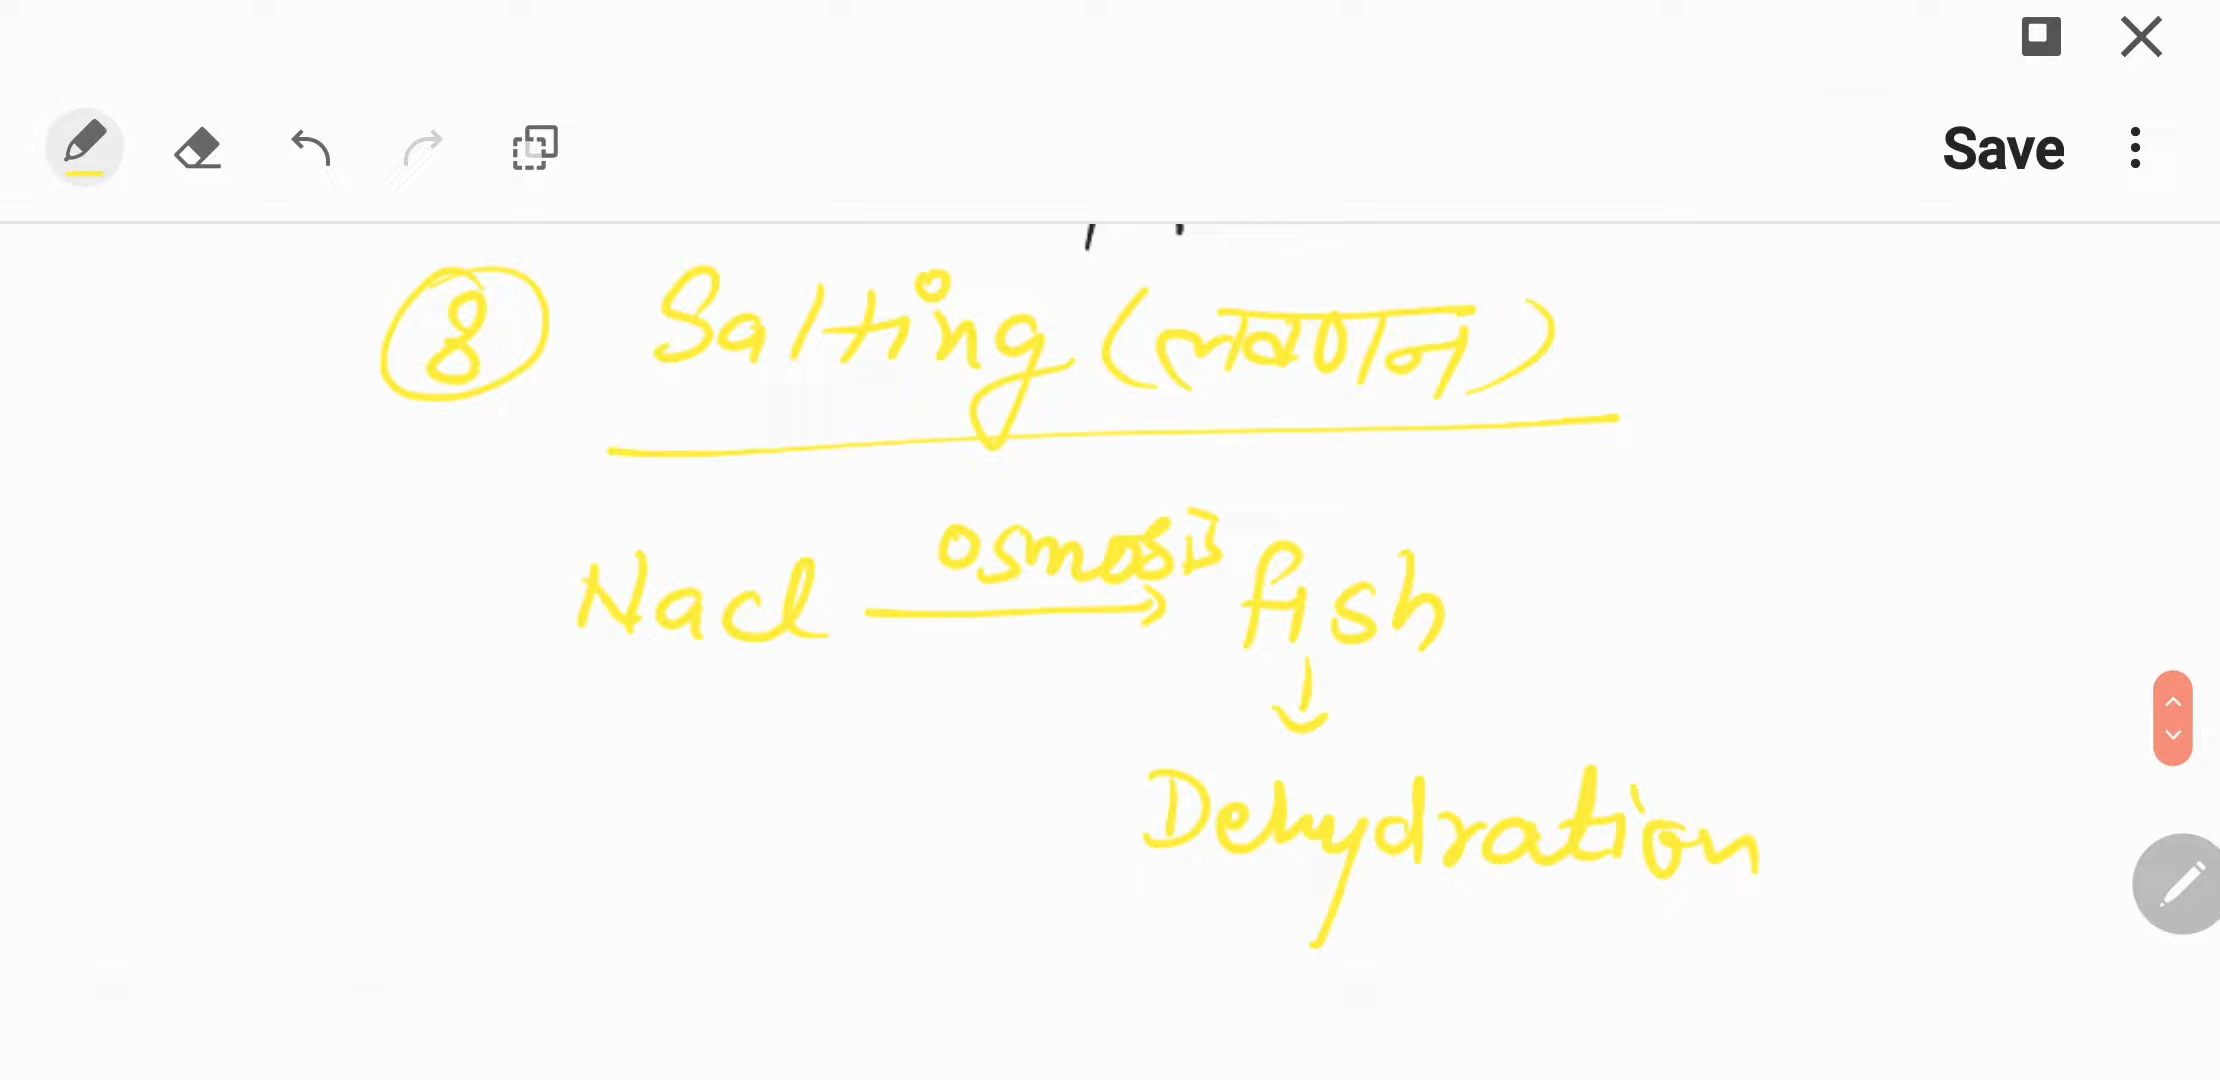 Save
8 Salting (लवणन)
Nacl osmosis fish
Dehydration